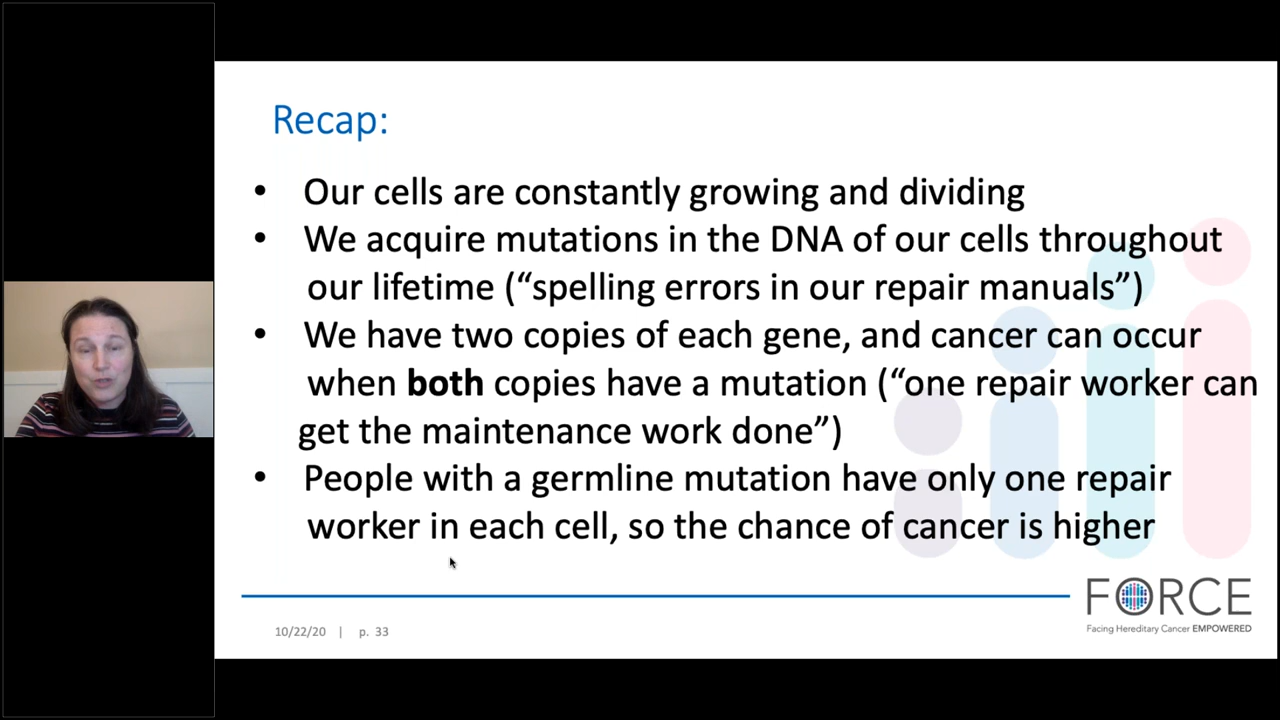 Recap:
• Our cells are constantly growing and dividing
• We acquire mutations in the DNA of our cells throughout
our lifetime (“spelling errors in our repair manuals”)
• We have two copies of each gene, and cancer can occur
when both copies have a mutation (“one repair worker can
get the maintenance work done”)
• People with a germline mutation have only one repair
worker in each cell, so the chance of cancer is higher
10/22/20 | p. 33
FORCE
Facing Hereditary Cancer EMPOWERED